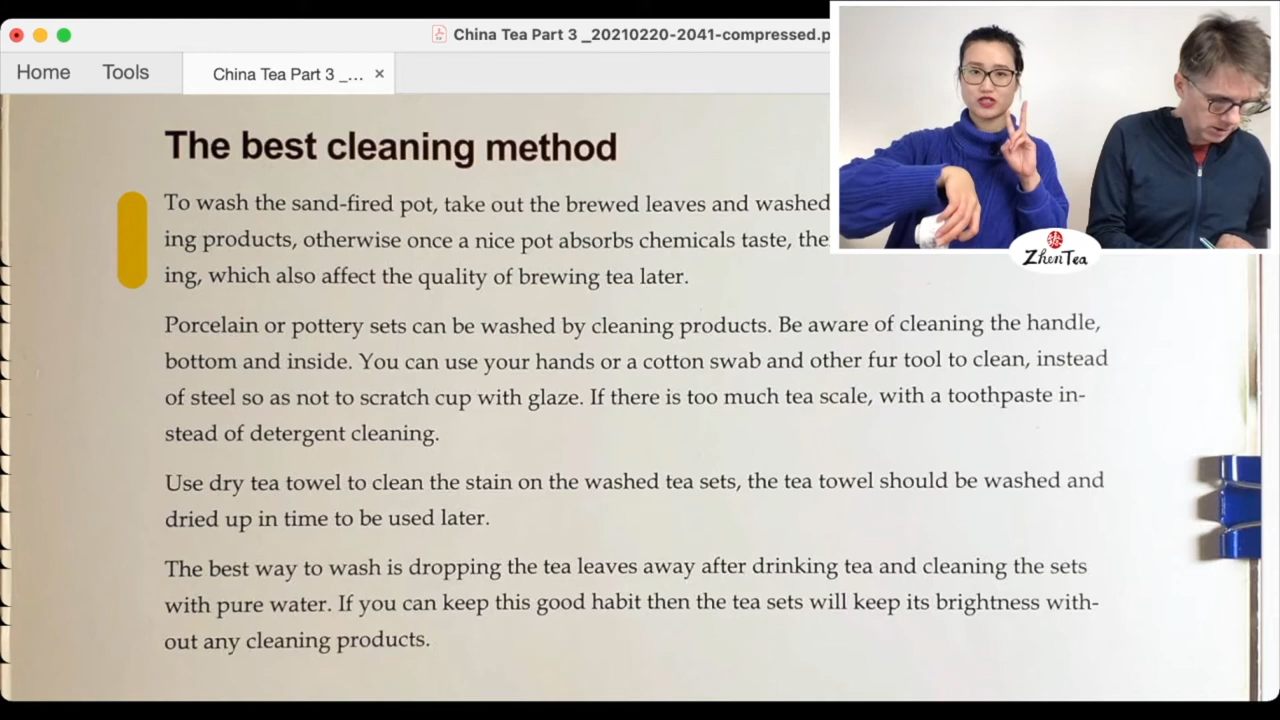 China Tea Part 3 _20210220-2041-compressed.p
Home
Tools
China Tea Part 3 _... ×
The best cleaning method
To wash the sand-fired pot, take out the brewed leaves and washed
ing products, otherwise once a nice pot absorbs chemicals taste, the
ing, which also affect the quality of brewing tea later.
Porcelain or pottery sets can be washed by cleaning products. Be aware of cleaning the handle,
bottom and inside. You can use your hands or a cotton swab and other fur tool to clean, instead
of steel so as not to scratch cup with glaze. If there is too much tea scale, with a toothpaste in-
stead of detergent cleaning.
Use dry tea towel to clean the stain on the washed tea sets, the tea towel should be washed and
dried up in time to be used later.
The best way to wash is dropping the tea leaves away after drinking tea and cleaning the sets
with pure water. If you can keep this good habit then the tea sets will keep its brightness with-
out any cleaning products.
ZhenTea